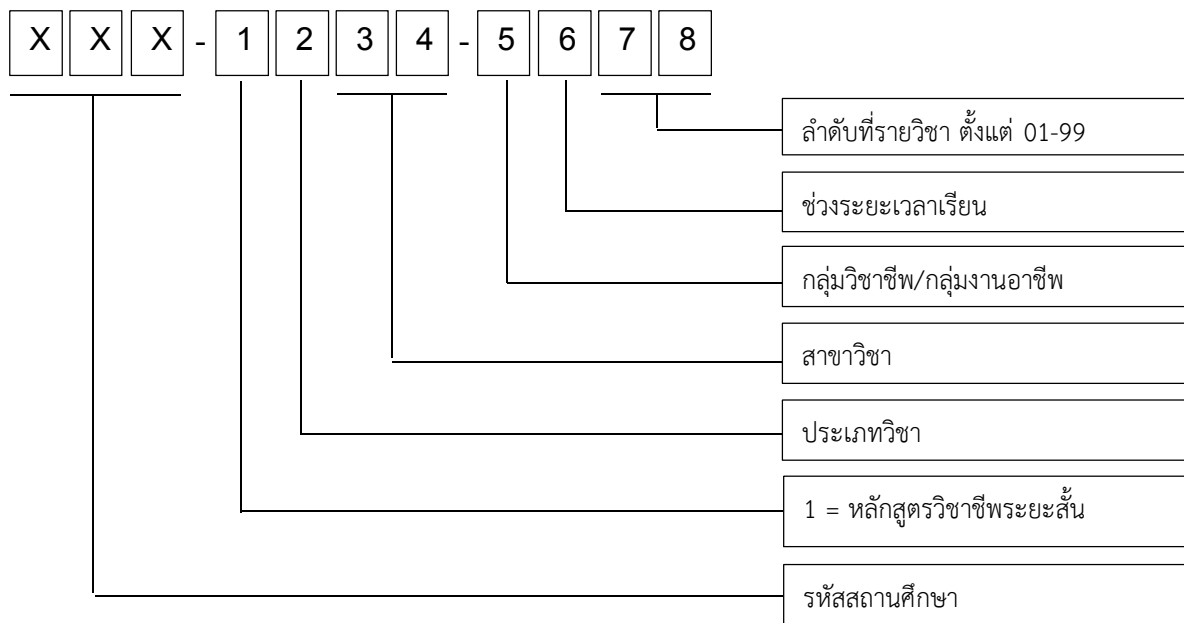 X X X - 1 2 3 4 - 5 6 7 8
ลำดับที่รายวิชา ตั้งแต่ 01-99
ช่วงระยะเวลาเรียน
กลุ่มวิชาชีพ/กลุ่มงานอาชีพ
สาขาวิชา
ประเภทวิชา
1 = หลักสูตรวิชาชีพระยะสั้น
รหัสสถานศึกษา